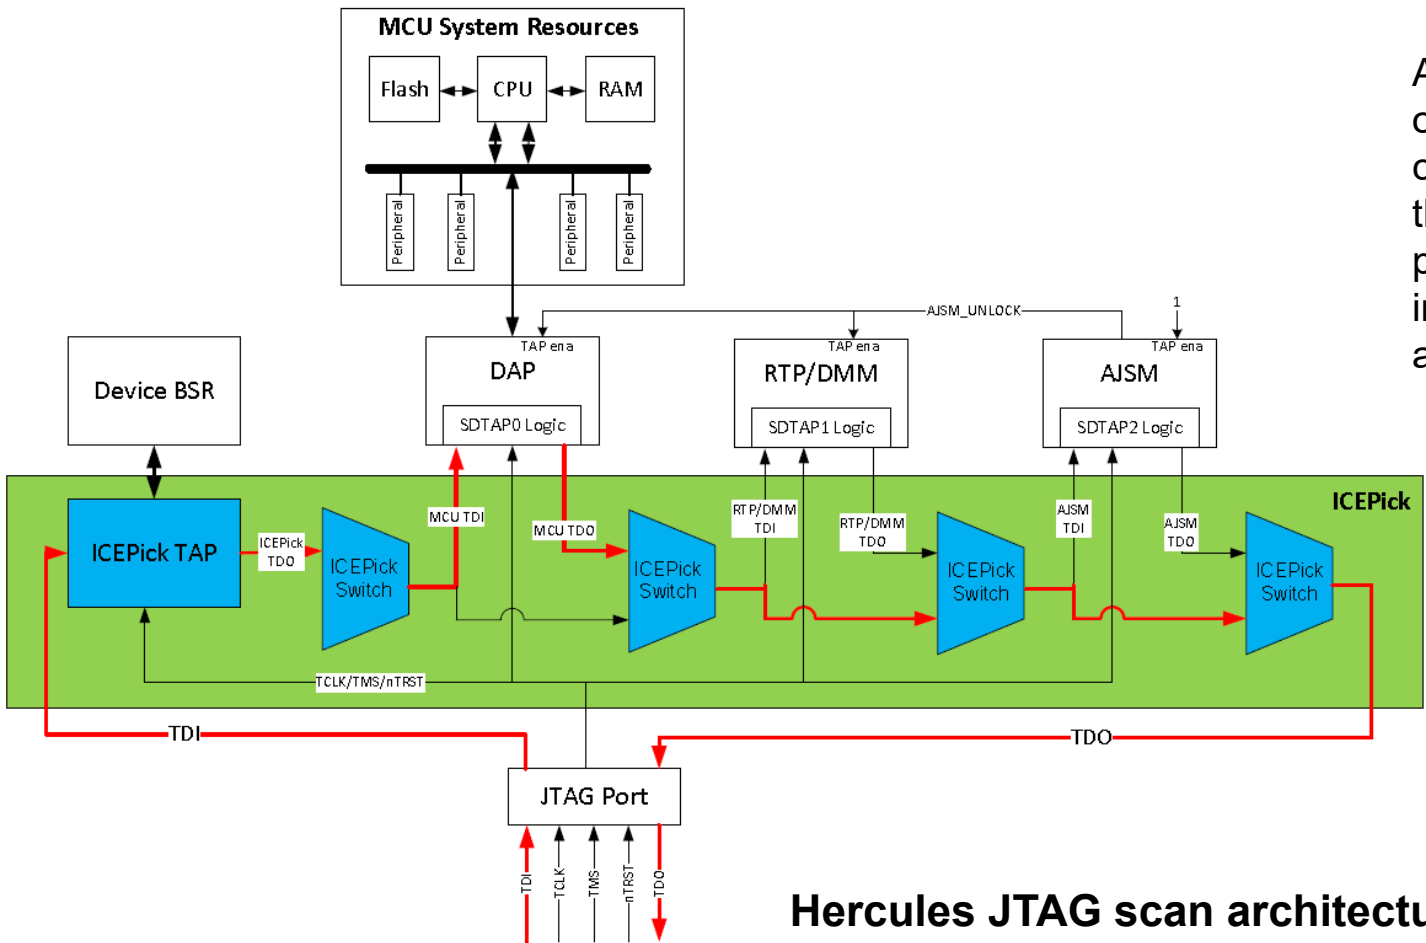 MCU System Resources
Flash
CPU
RAM
Peripheral
Peripheral
Peripheral
Peripheral
AJSM_UNLOCK
1
TAP ena
TAP ena
TAP ena
Device BSR
DAP
RTP/DMM
AJSM
SDTAP0 Logic
SDTAP1 Logic
SDTAP2 Logic
ICEPick
MCU TDI
MCU TDO
RTP/DMM
TDI
RTP/DMM
TDO
AJSM
TDI
AJSM
TDO
ICEPick TAP
ICEPick
TDO
ICEPick
Switch
ICEPick
Switch
ICEPick
Switch
ICEPick
Switch
TCLK/TMS/nTRST
TDI
TDO
JTAG Port
TDI
TCLK
TMS
nTRST
TDO
Hercules JTAG scan